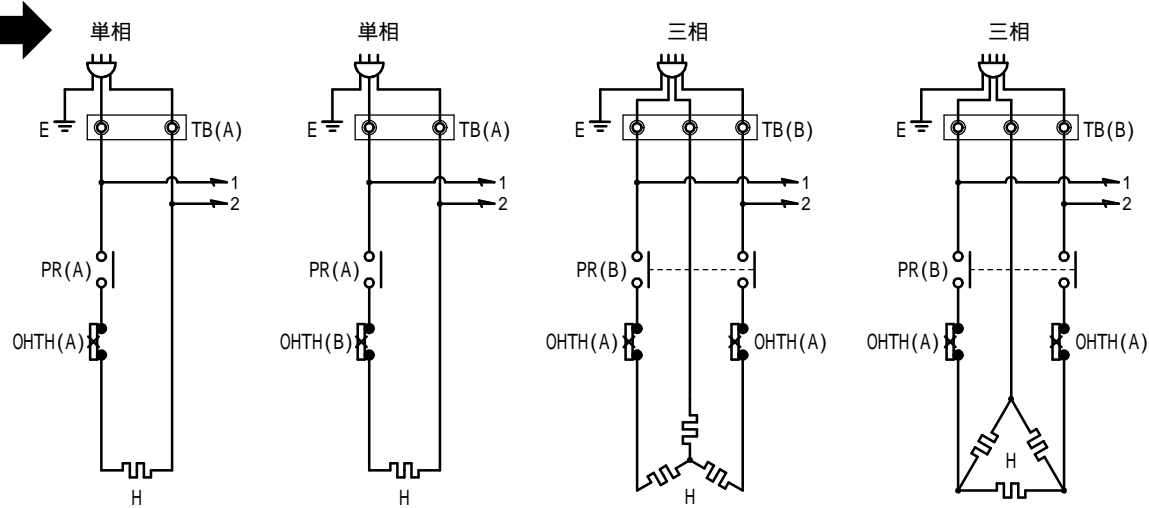 単相 単相 三相 三相
E TB(A) E TB(A) E TB(B) E TB(B)
1 1 1 1
2 2 2 2
PR(A) PR(A) PR(B) PR(B)
OHTH(A) OHTH(B) OHTH(A) OHTH(A) OHTH(A) OHTH(A)
H
H H H